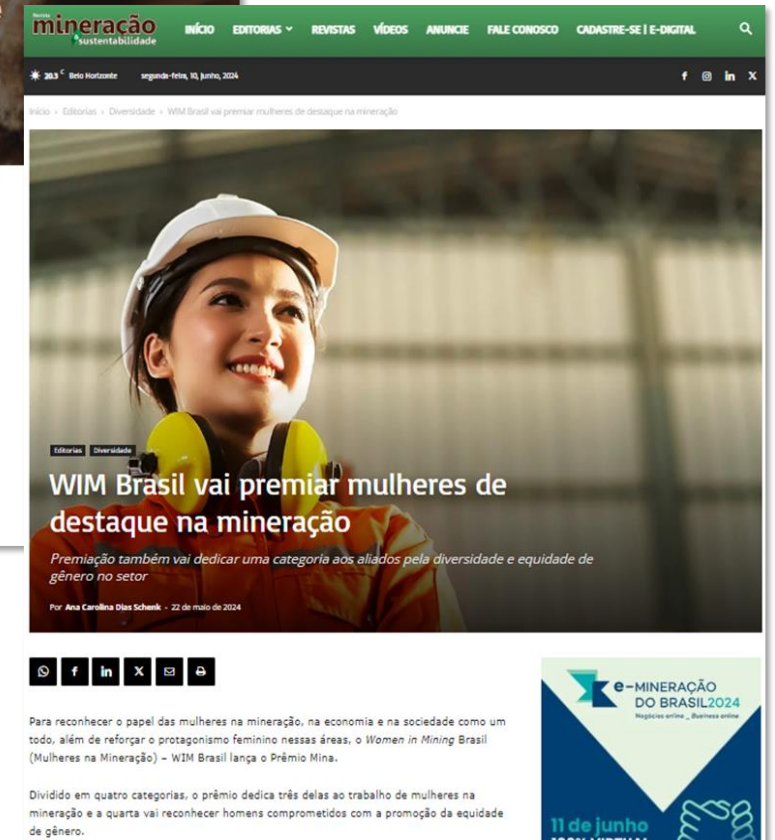 Revista
mineração
&sustentabilidade
INÍCIO EDITORIAS REVISTAS VÍDEOS ANUNCIE FALE CONOSCO CADASTRE-SE | E-DIGITAL
20.3 C Belo Horizonte segunda-feira, 10, junho, 2024
Início › Editorias › Diversidade › WIM Brasil vai premiar mulheres de destaque na mineração
Editorias Diversidade
WIM Brasil vai premiar mulheres de
destaque na mineração
Premiação também vai dedicar uma categoria aos aliados pela diversidade e equidade de
gênero no setor
Por Ana Carolina Dias Schenk - 22 de maio de 2024
Para reconhecer o papel das mulheres na mineração, na economia e na sociedade como um
todo, além de reforçar o protagonismo feminino nessas áreas, o Women in Mining Brasil
(Mulheres na Mineração) – WIM Brasil lança o Prêmio Mina.
Dividido em quatro categorias, o prêmio dedica três delas ao trabalho de mulheres na
mineração e a quarta vai reconhecer homens comprometidos com a promoção da equidade
de gênero.
e-MINERAÇÃO
DO BRASIL2024
Negócios online _ Business online
11 de junho
100% VIRTUAL